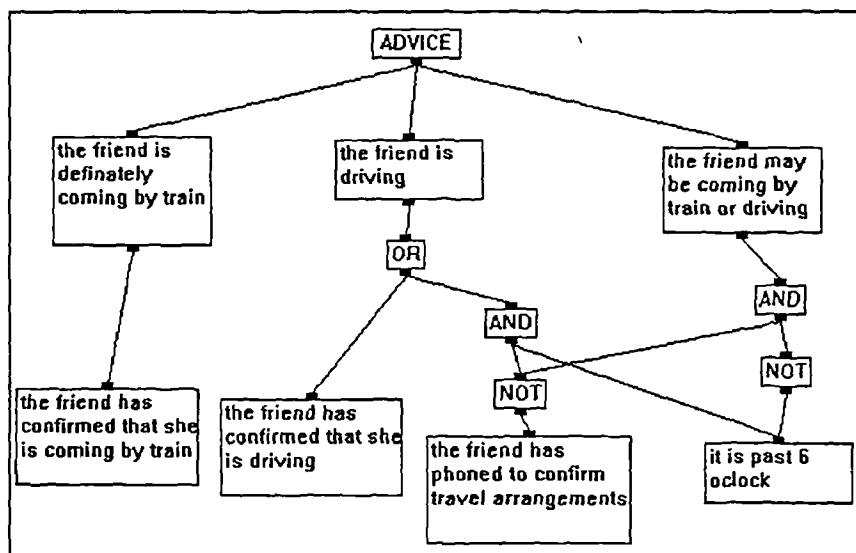 ADVICE
the friend is
definately
coming by train
the friend is
driving
the friend may
be coming by
train or driving
OR
AND
AND
NOT
NOT
the friend has
confirmed that she
is coming by train
the friend has
confirmed that she
is driving
the friend has
phoned to confirm
travel arrangements
it is past 6
oclock